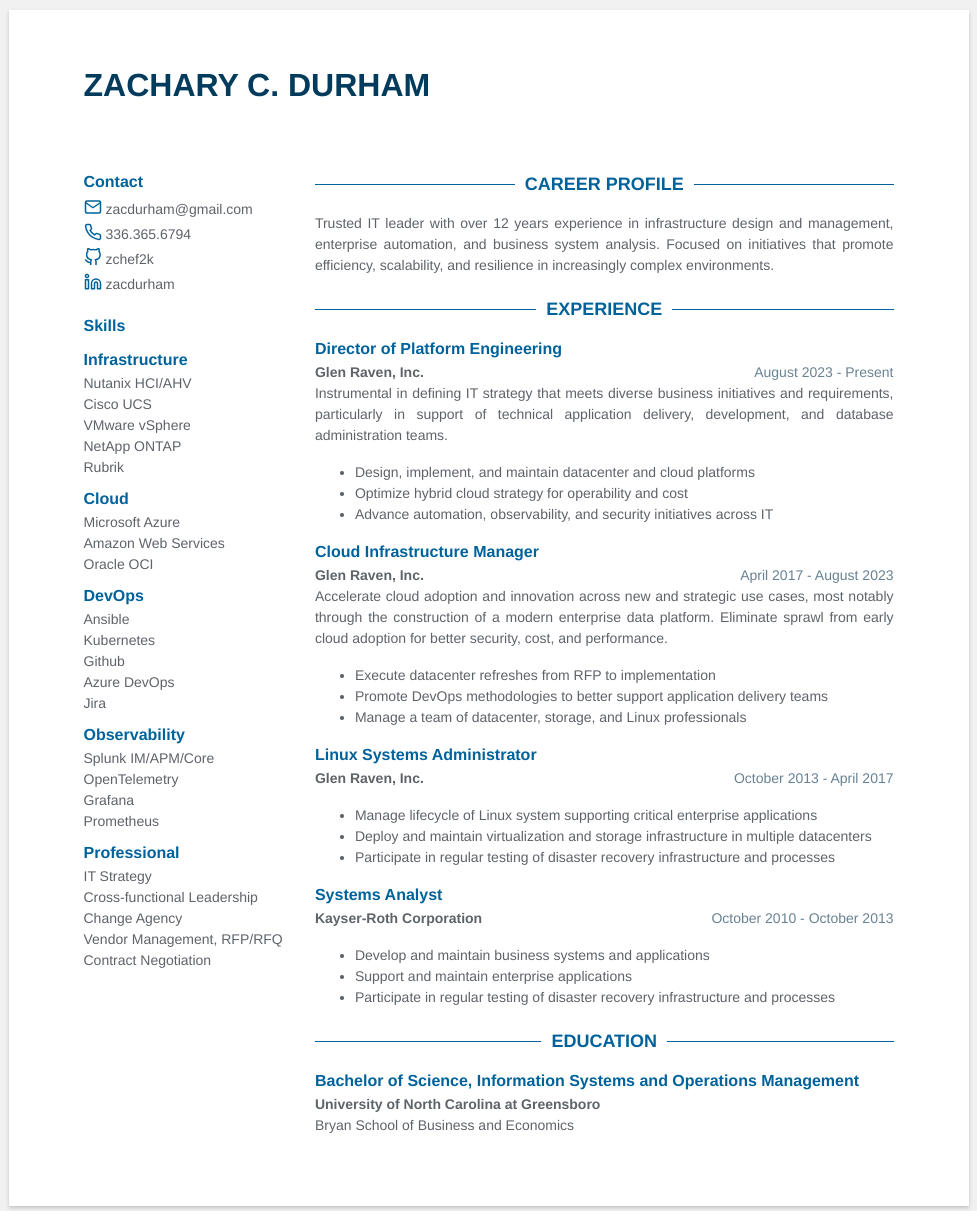 ZACHARY C. DURHAM
Contact
zacdurham@gmail.com
336.365.6794
zchef2k
zacdurham
Skills
Infrastructure
Nutanix HCI/AHV
Cisco UCS
VMware vSphere
NetApp ONTAP
Rubrik
Cloud
Microsoft Azure
Amazon Web Services
Oracle OCI
DevOps
Ansible
Kubernetes
Github
Azure DevOps
Jira
Observability
Splunk IM/APM/Core
OpenTelemetry
Grafana
Prometheus
Professional
IT Strategy
Cross-functional Leadership
Change Agency
Vendor Management, RFP/RFQ
Contract Negotiation
CAREER PROFILE
Trusted IT leader with over 12 years experience in infrastructure design and management,
enterprise automation, and business system analysis. Focused on initiatives that promote
efficiency, scalability, and resilience in increasingly complex environments.
EXPERIENCE
Director of Platform Engineering
Glen Raven, Inc. August 2023 - Present
Instrumental in defining IT strategy that meets diverse business initiatives and requirements,
particularly in support of technical application delivery, development, and database
administration teams.
• Design, implement, and maintain datacenter and cloud platforms
• Optimize hybrid cloud strategy for operability and cost
• Advance automation, observability, and security initiatives across IT
Cloud Infrastructure Manager
Glen Raven, Inc. April 2017 - August 2023
Accelerate cloud adoption and innovation across new and strategic use cases, most notably
through the construction of a modern enterprise data platform. Eliminate sprawl from early
cloud adoption for better security, cost, and performance.
• Execute datacenter refreshes from RFP to implementation
• Promote DevOps methodologies to better support application delivery teams
• Manage a team of datacenter, storage, and Linux professionals
Linux Systems Administrator
Glen Raven, Inc. October 2013 - April 2017
• Manage lifecycle of Linux system supporting critical enterprise applications
• Deploy and maintain virtualization and storage infrastructure in multiple datacenters
• Participate in regular testing of disaster recovery infrastructure and processes
Systems Analyst
Kayser-Roth Corporation October 2010 - October 2013
• Develop and maintain business systems and applications
• Support and maintain enterprise applications
• Participate in regular testing of disaster recovery infrastructure and processes
EDUCATION
Bachelor of Science, Information Systems and Operations Management
University of North Carolina at Greensboro
Bryan School of Business and Economics